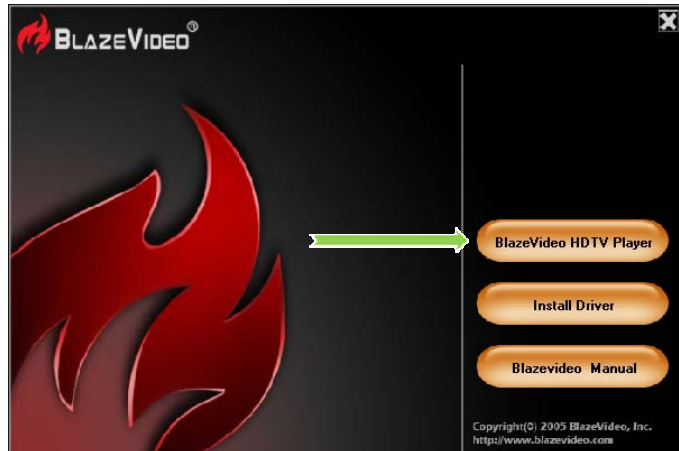 BLAZEVIDEO®
BlazeVideo HDTV Player
Install Driver
Blazevideo Manual
Copyright(C) 2005 BlazeVideo, Inc.
http://www.blazevideo.com